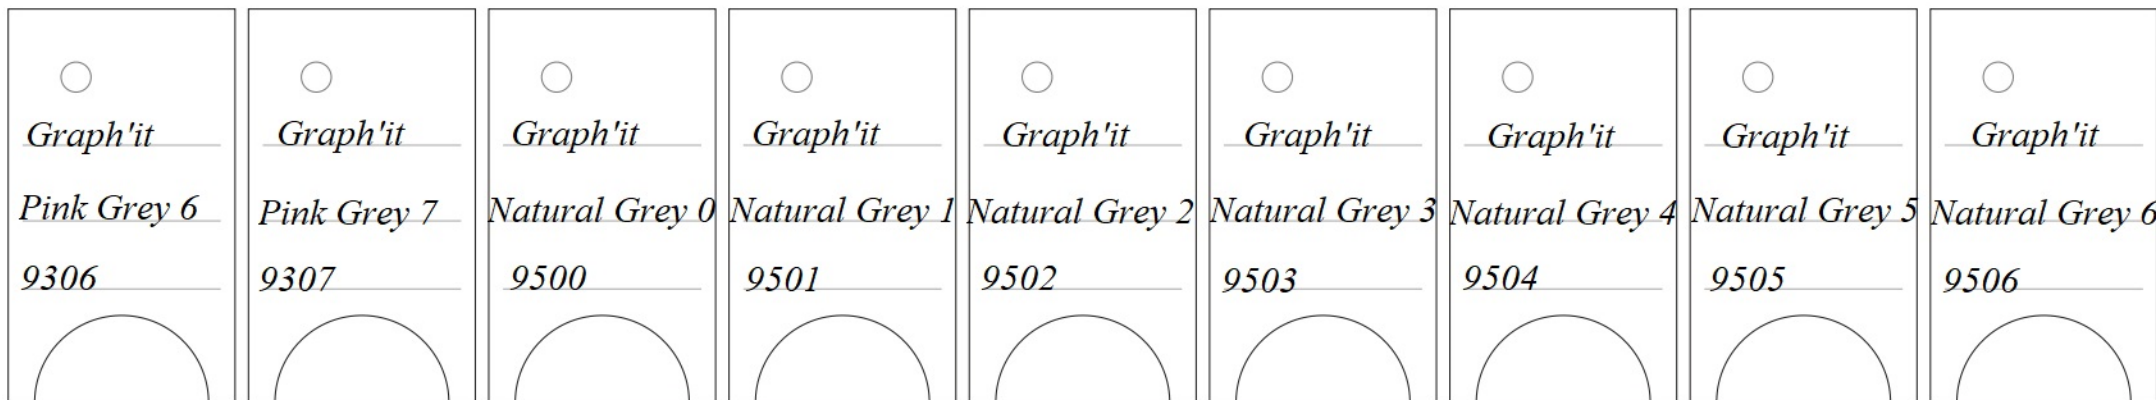 Graph'it
Pink Grey 6
9306
Graph'it
Pink Grey 7
9307
Graph'it
Natural Grey 0
9500
Graph'it
Natural Grey 1
9501
Graph'it
Natural Grey 2
9502
Graph'it
Natural Grey 3
9503
Graph'it
Natural Grey 4
9504
Graph'it
Natural Grey 5
9505
Graph'it
Natural Grey 6
9506